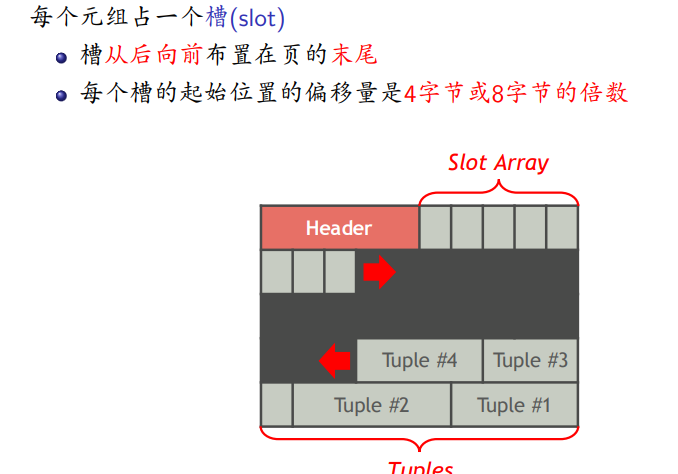 每个元组占一个槽(slot)
槽从后向前布置在页的末尾
每个槽的起始位置的偏移量是4字节或8字节的倍数
Slot Array
Header
Tuple #4 Tuple #3
Tuple #2 Tuple #1
Tuples